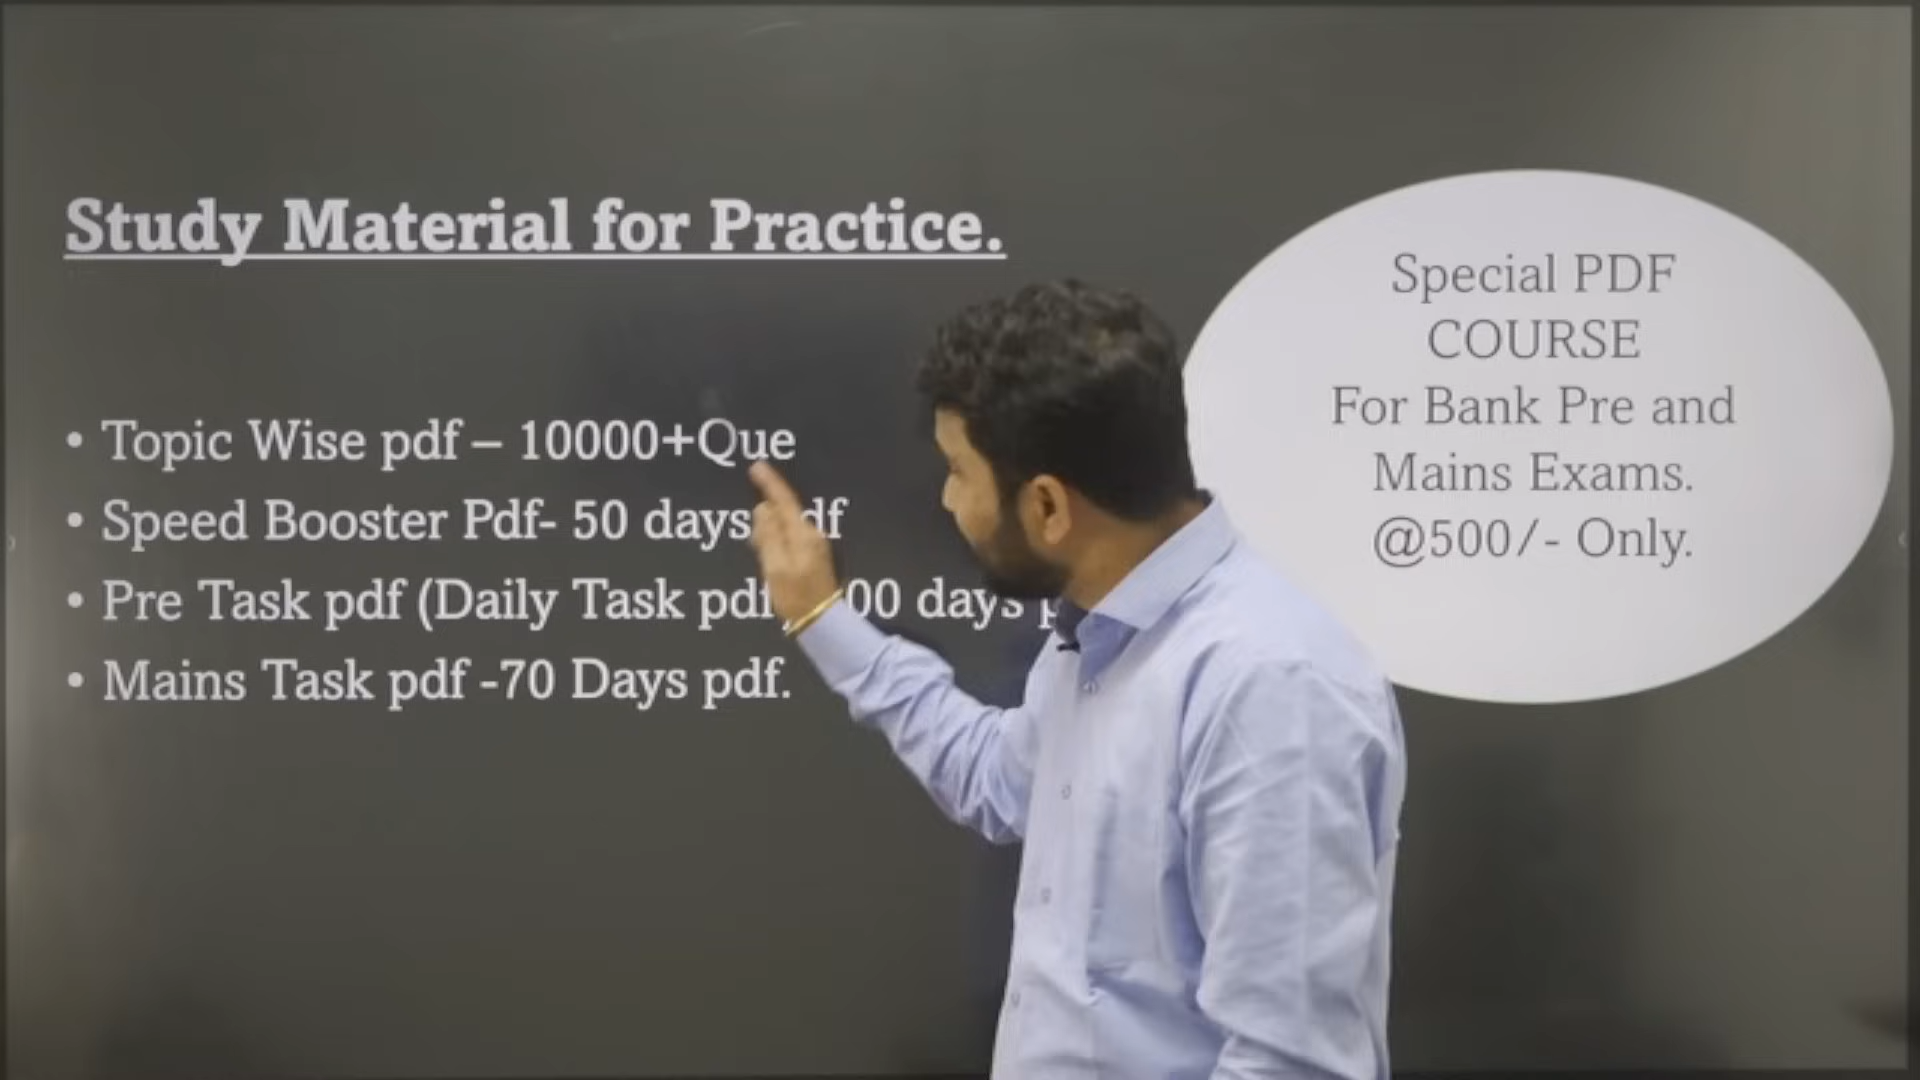 Study Material for Practice.
• Topic Wise pdf – 10000+Que
• Speed Booster Pdf- 50 days
• Pre Task pdf (Daily Task pdf days
• Mains Task pdf -70 Days pdf.
Special PDF
COURSE
For Bank Pre and
Mains Exams.
@500/- Only.